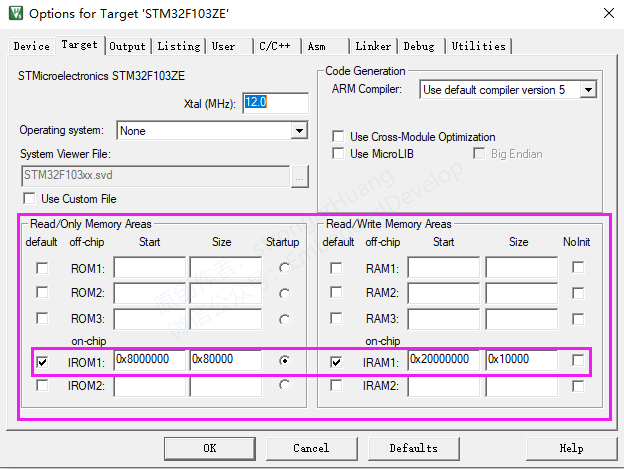 Options for Target 'STM32F103ZE'
Device Target Output Listing User C/C++ Asm Linker Debug Utilities
STMicroelectronics STM32F103ZE
Xtal (MHz): 12.0
Operating system: None
System Viewer File:
STM32F103xx.svd ...
Use Custom File
Code Generation
ARM Compiler: Use default compiler version 5
Use Cross-Module Optimization
Use MicroLIB Big Endian
Read/Only Memory Areas
default off-chip Start Size Startup
ROM1:
ROM2:
ROM3:
on-chip
IROM1: 0x8000000 0x80000
IROM2:
Read/Write Memory Areas
default off-chip Start Size NoInit
RAM1:
RAM2:
RAM3:
on-chip
IRAM1: 0x20000000 0x10000
IRAM2:
OK Cancel Defaults Help